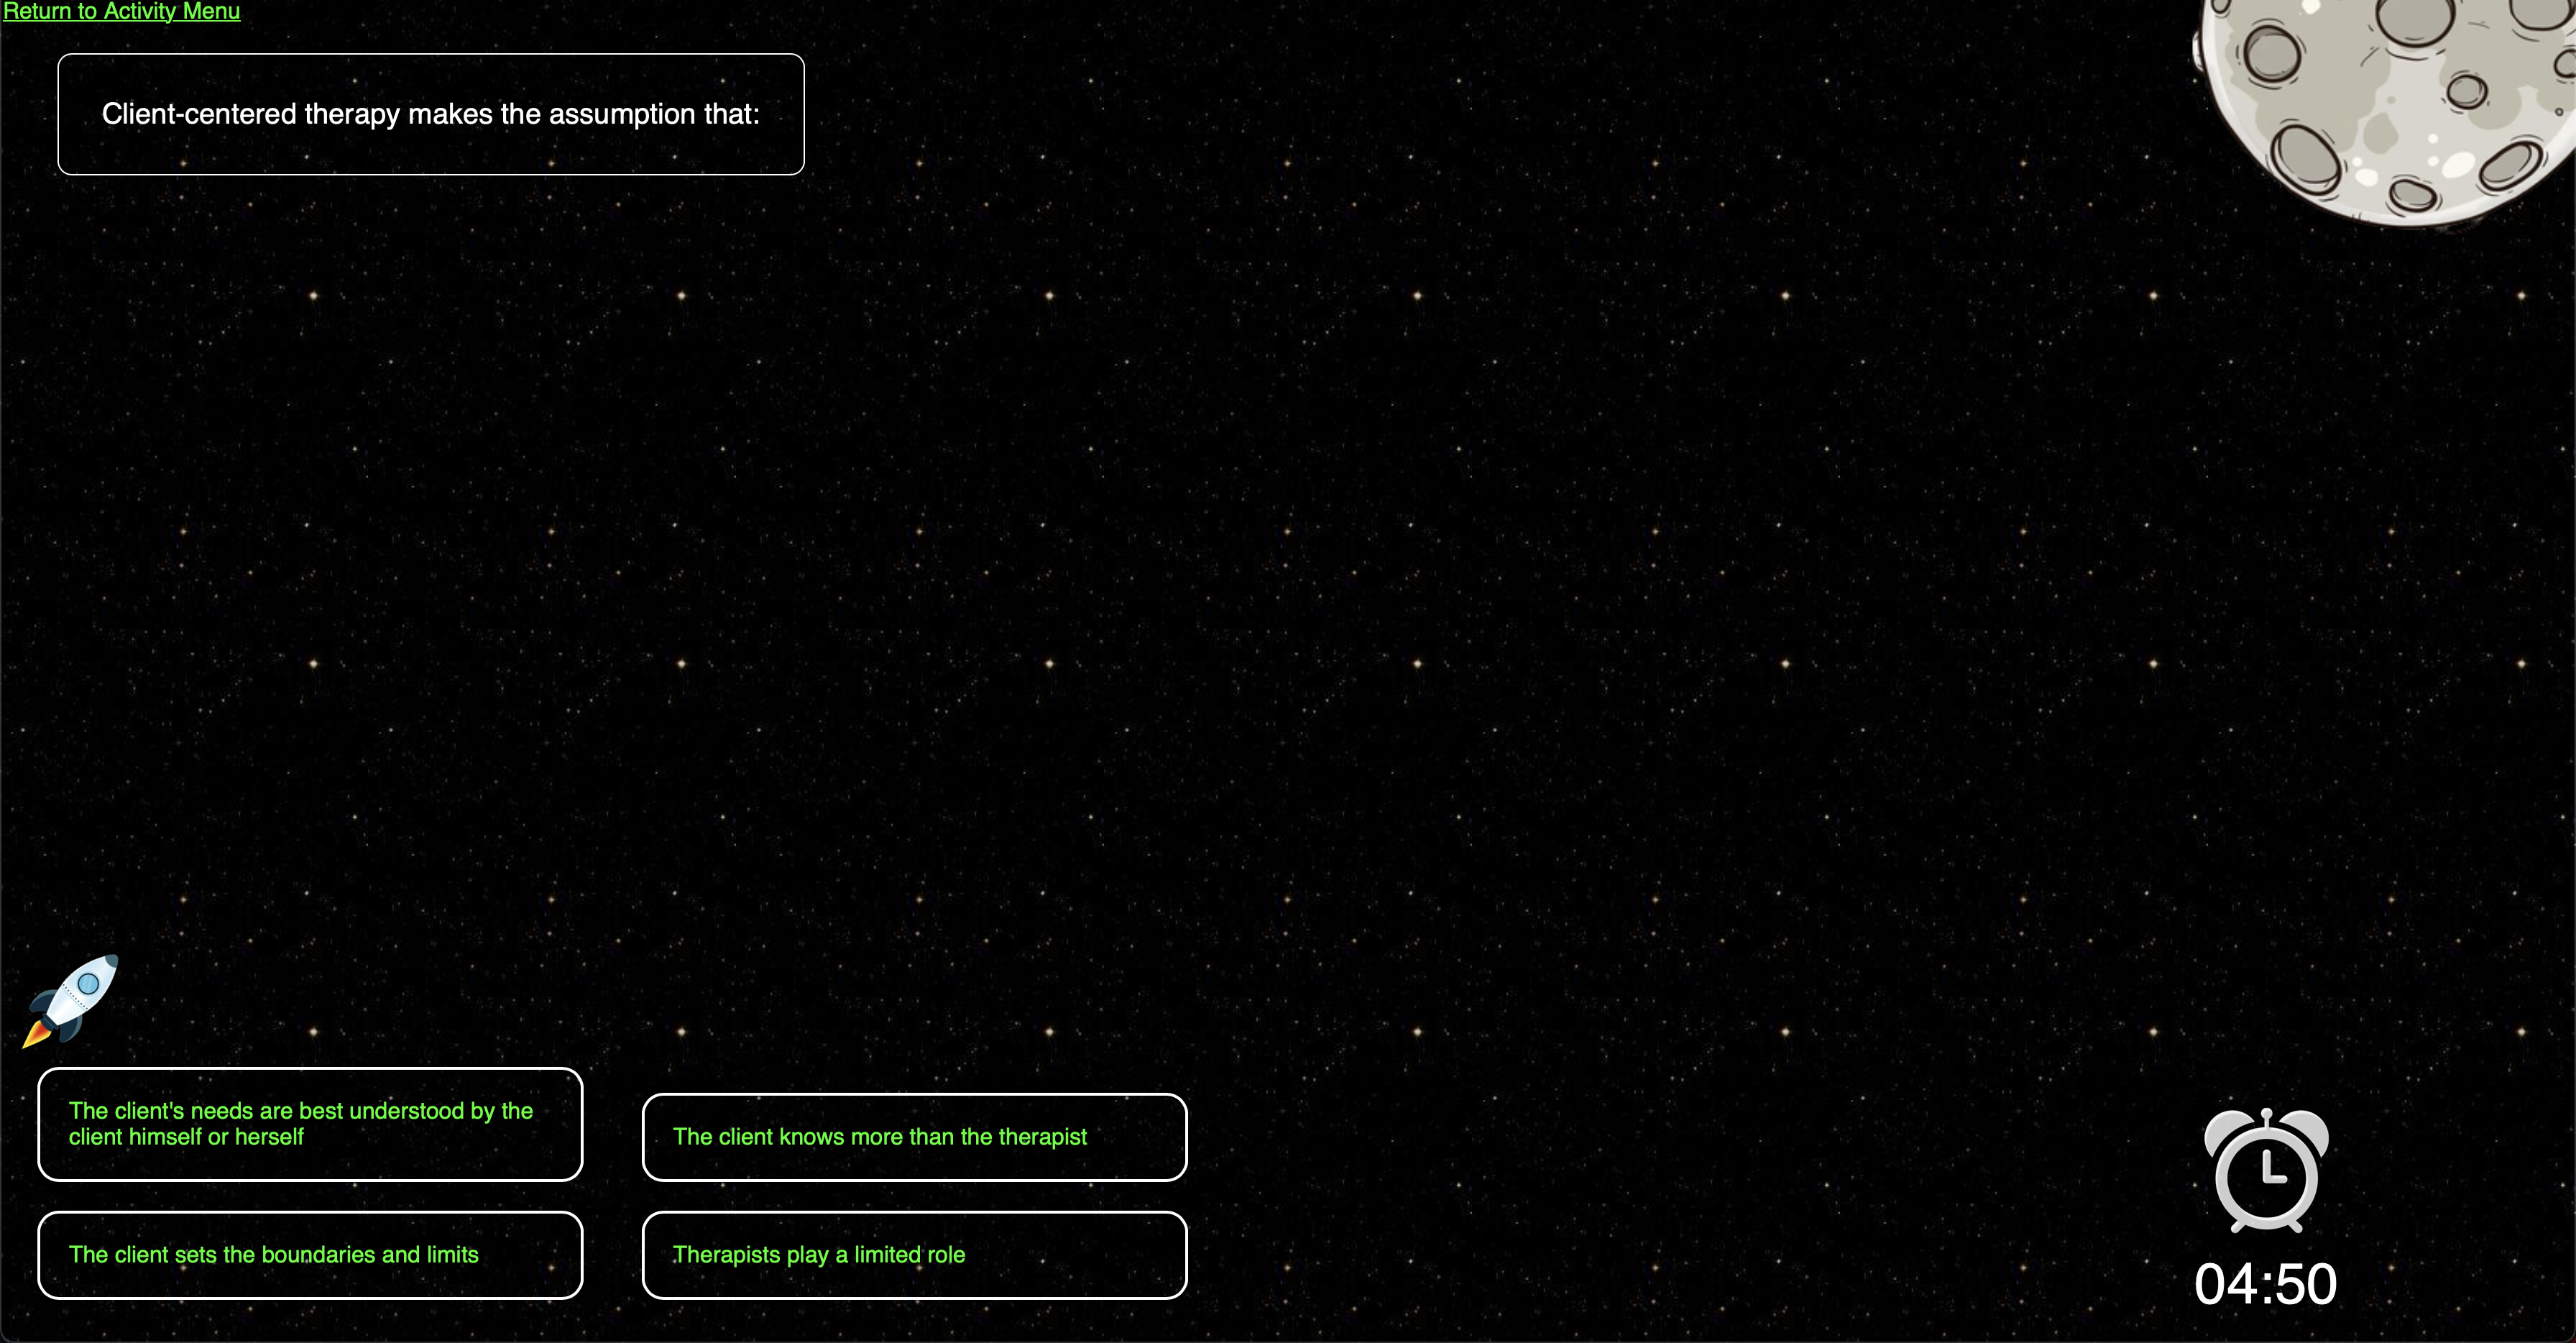 Return to Activity Menu
Client-centered therapy makes the assumption that:
The client's needs are best understood by the
client himself or herself
The client knows more than the therapist
The client sets the boundaries and limits
Therapists play a limited role
04:50